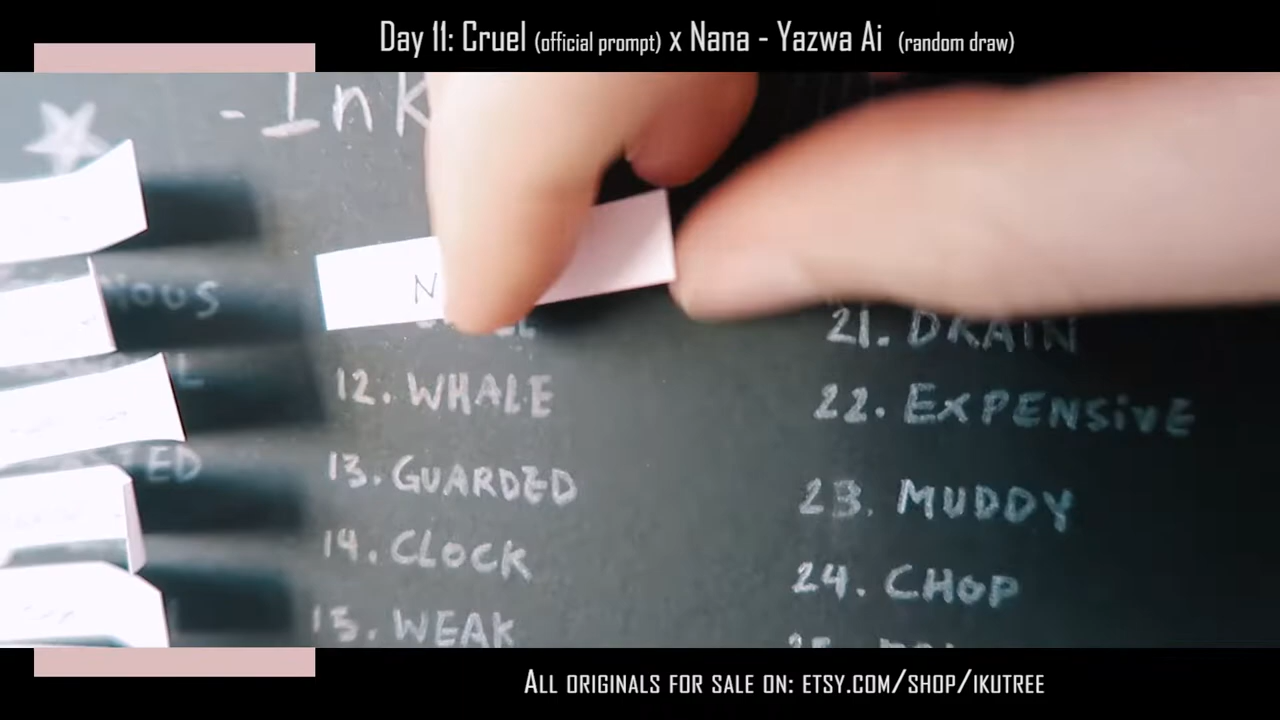 Day 11: Cruel (official prompt) x Nana - Yazwa Ai (random draw)
- Ink
N
12. WHALE
13. GUARDED
14. CLOCK
15. WEAK
21. DRAIN
22. EXPENSiVE
23. MUDDY
24. CHOP
ALL ORIGINALS FOR SALE ON: ETSY.COM/SHOP/IKUTREE